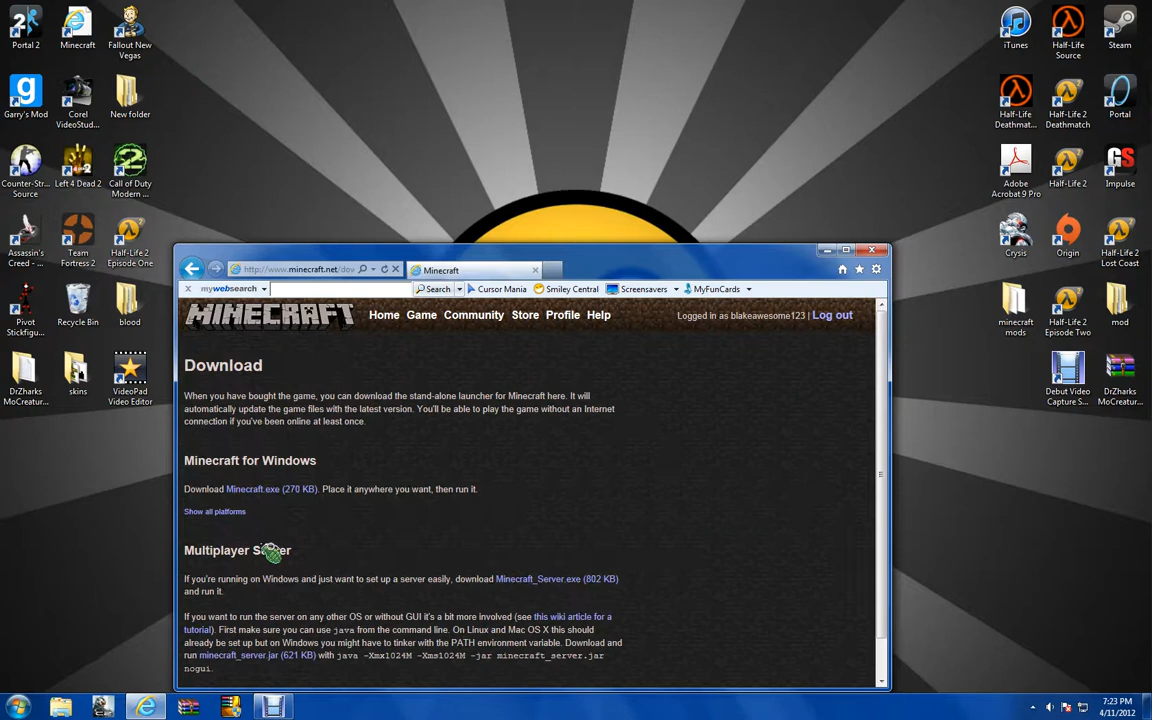 Portal 2
Minecraft
Fallout New
Vegas
Garry's Mod
Corel
VideoStud...
New folder
Counter-Str...
Source
Left 4 Dead 2
Call of Duty
Modern ...
Assassin's
Creed - ...
Team
Fortress 2
Half-Life 2
Episode One
Pivot
Stickfigu...
Recycle Bin
blood
DrZharks
MoCreatur...
skins
VideoPad
Video Editor
iTunes
Half-Life
Source
Steam
Half-Life
Deathmat...
Half-Life 2
Deathmatch
Portal
Adobe
Acrobat 9 Pro
Half-Life 2
GS
Impulse
Crysis
Origin
Half-Life 2
Lost Coast
minecraft
mods
Half-Life 2
Episode Two
mod
Debut Video
Capture S...
DrZharks
MoCreatur...
http://www.minecraft.net/dov
Minecraft
mywebsearch
Search
Cursor Mania
Smiley Central
Screensavers
MyFunCards
MINECRAFT
Home Game Community Store Profile Help
Logged in as blakeawesome123 | Log out
Download
When you have bought the game, you can download the stand-alone launcher for Minecraft here. It will
automatically update the game files with the latest version. You'll be able to play the game without an Internet
connection if you've been online at least once.
Minecraft for Windows
Download Minecraft.exe (270 KB). Place it anywhere you want, then run it.
Show all platforms
Multiplayer Server
If you're running on Windows and just want to set up a server easily, download Minecraft_Server.exe (802 KB)
and run it.
If you want to run the server on any other OS or without GUI it's a bit more involved (see this wiki article for a
tutorial). First make sure you can use java from the command line. On Linux and Mac OS X this should
already be set up but on Windows you might have to tinker with the PATH environment variable. Download and
run minecraft_server.jar (621 KB) with java -Xmx1024M -Xms1024M -jar minecraft_server.jar
nogui.
7:23 PM
4/11/2012